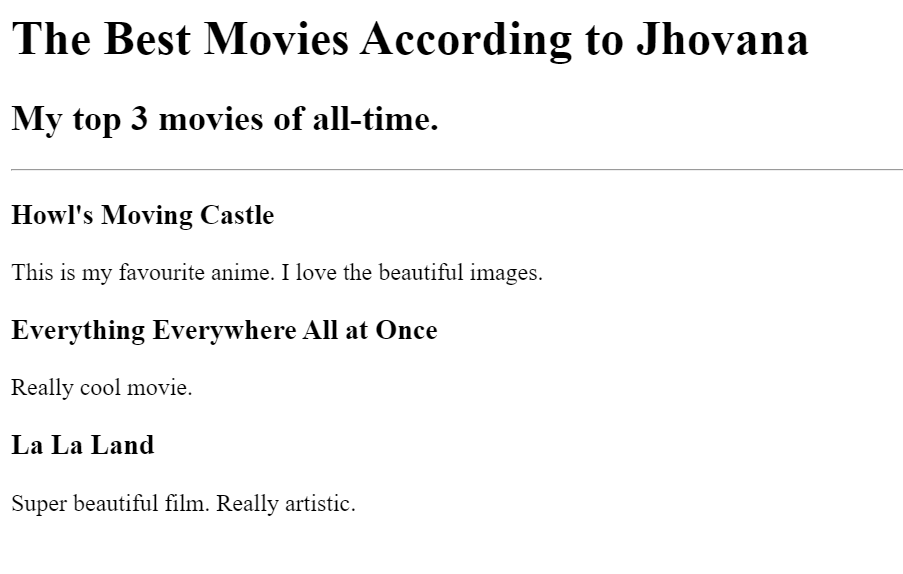 The Best Movies According to Jhovana
My top 3 movies of all-time.
Howl's Moving Castle
This is my favourite anime. I love the beautiful images.
Everything Everywhere All at Once
Really cool movie.
La La Land
Super beautiful film. Really artistic.